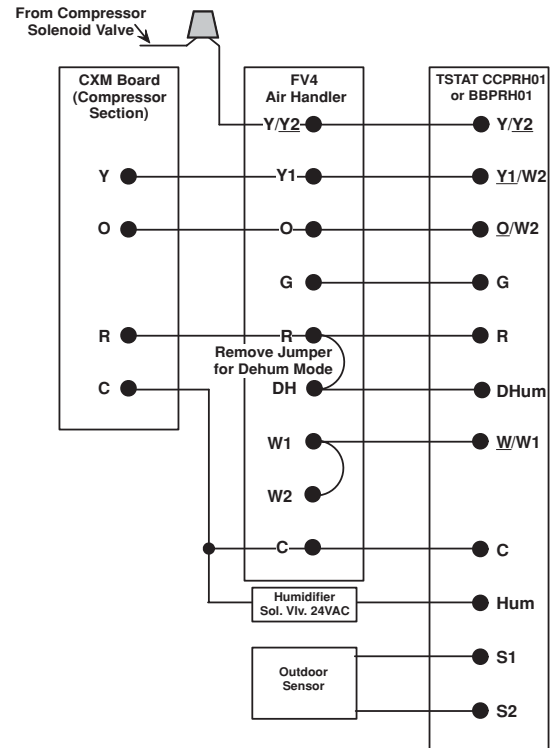 From Compressor
Solenoid Valve
CXM Board
(Compressor
Section)
FV4
Air Handler
TSTAT CCPRH01
or BBPRH01
Y/Y2
Y/Y2
Y
Y1
Y1/W2
O
O
O/W2
G
G
R
R
R
Remove Jumper
for Dehum Mode
C
DH
DHum
W1
W/W1
W2
C
C
Humidifier
Sol. Vlv. 24VAC
Hum
Outdoor
Sensor
S1
S2